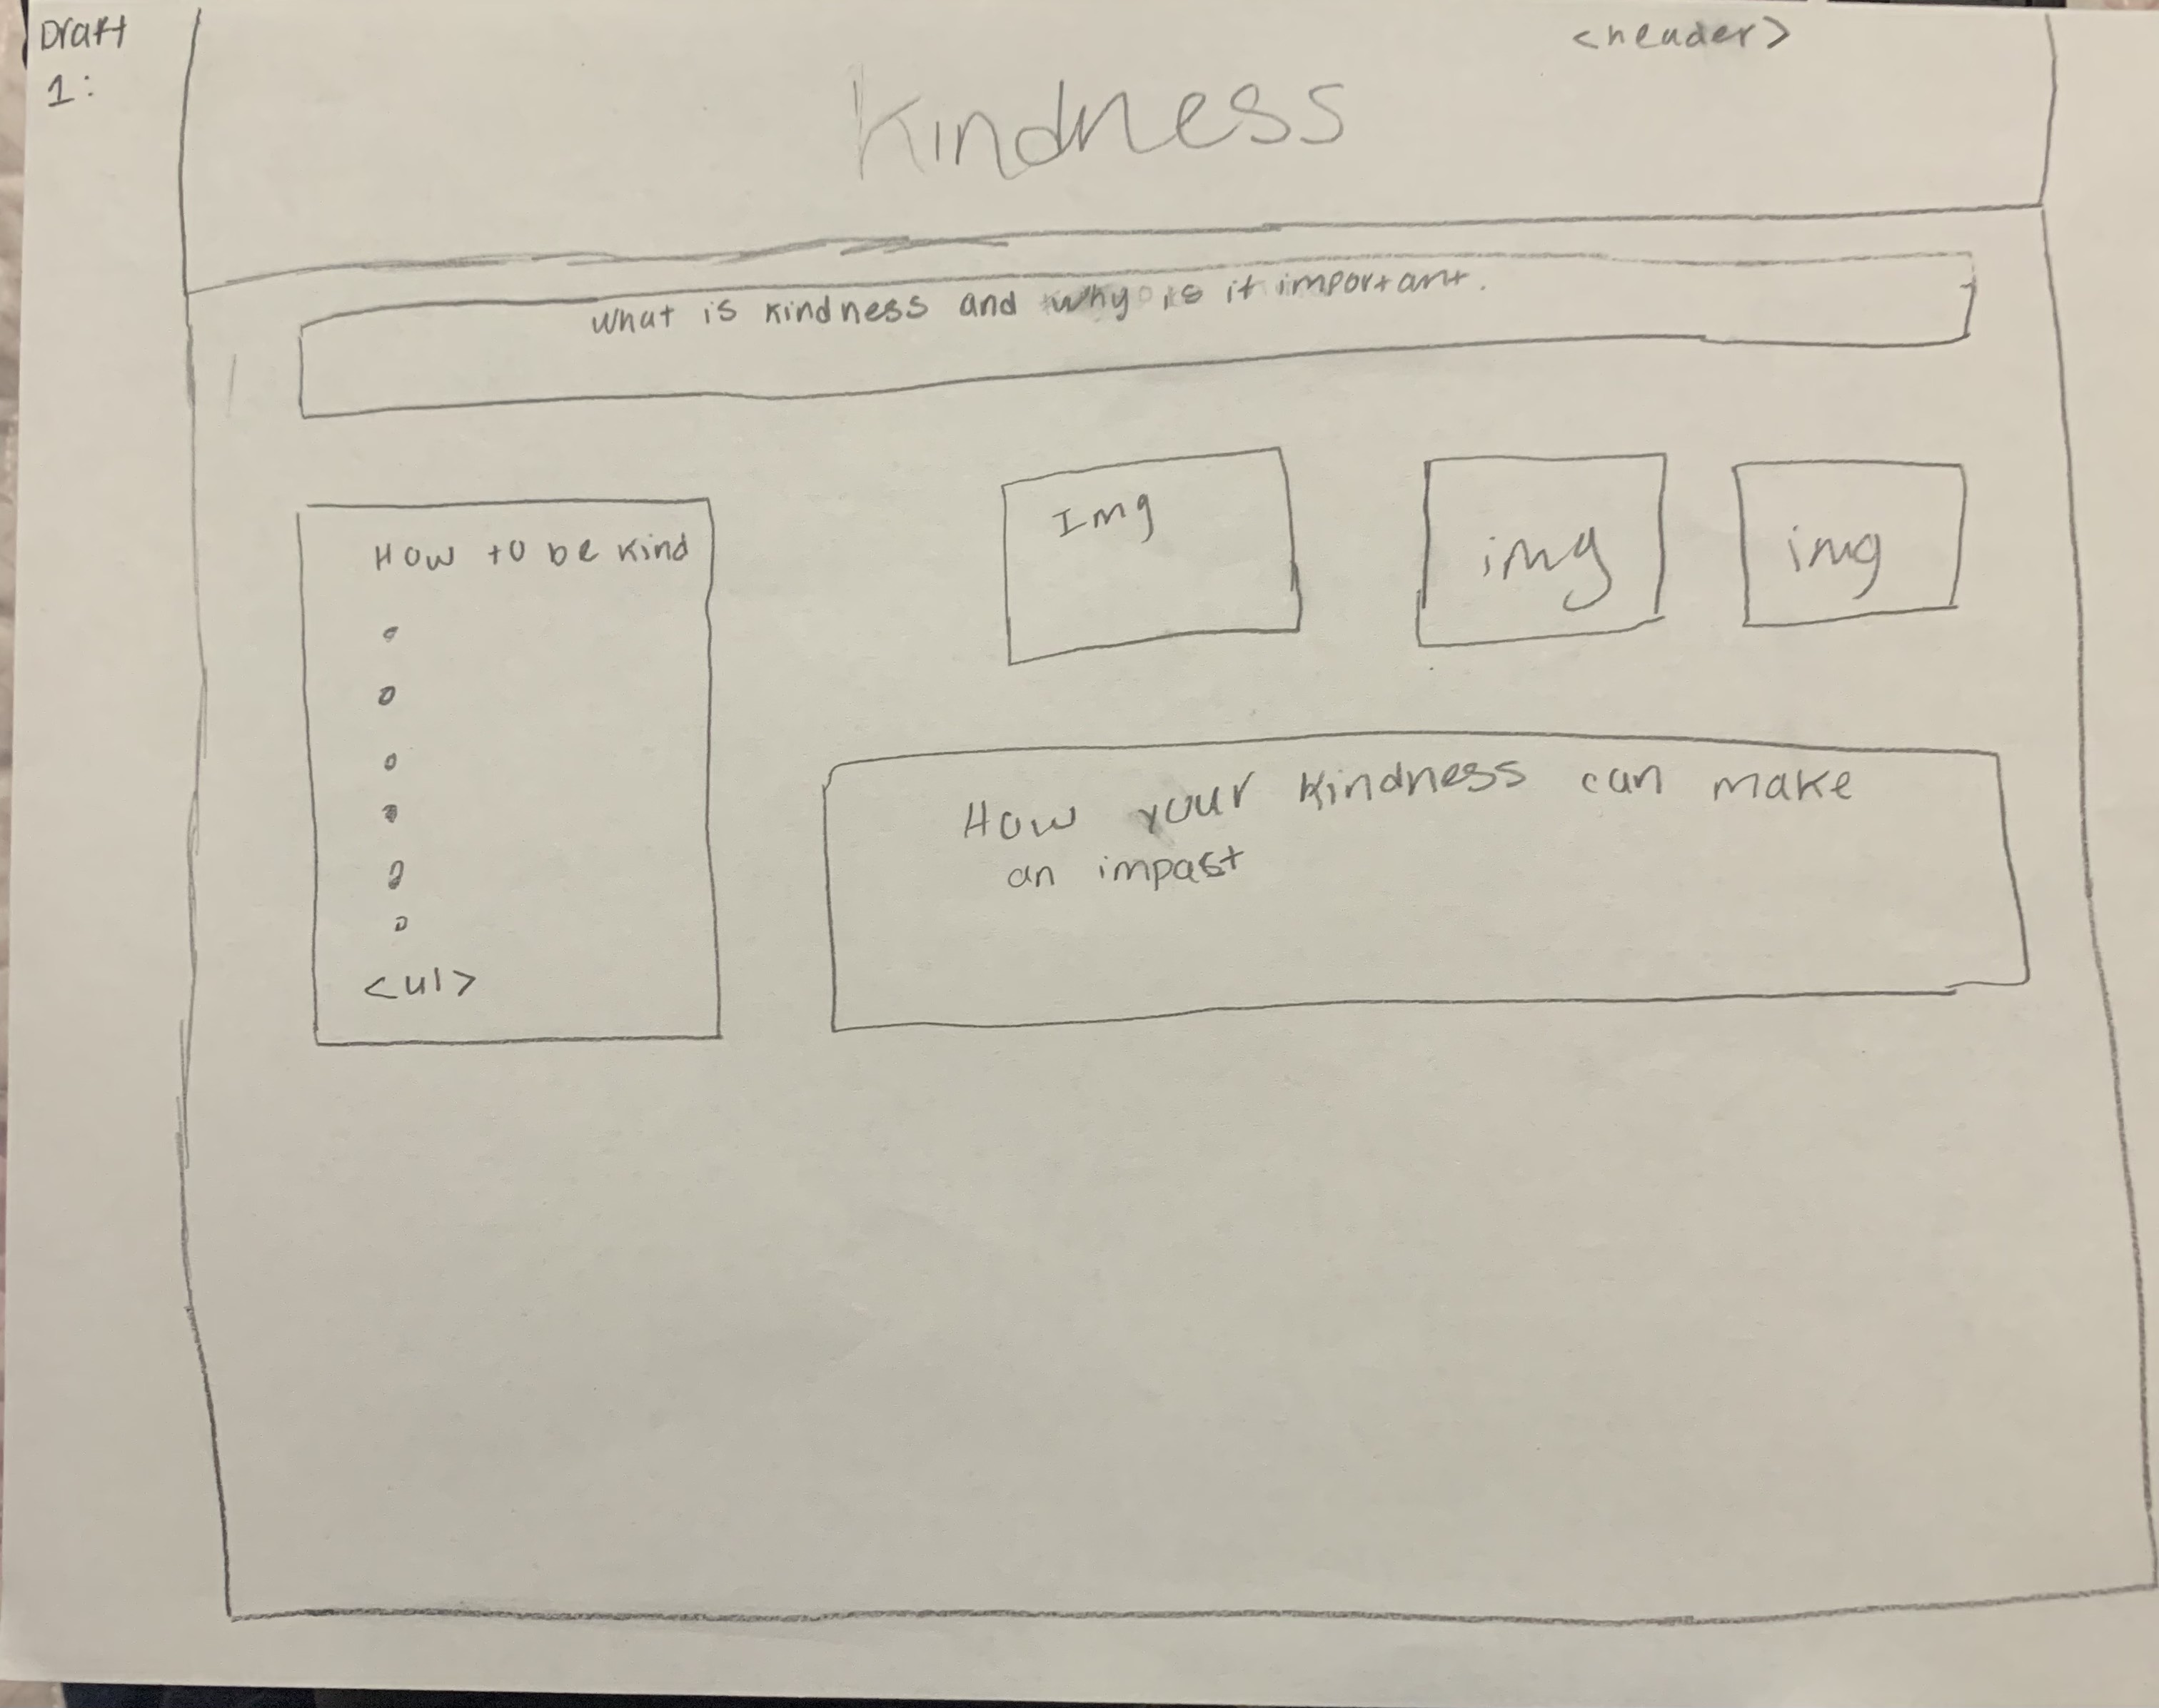 Draft
1:
<header>
Kindness
What is kindness and why is it important.
How to be kind
<ul>
Img
img
img
How your kindness can make
an impast